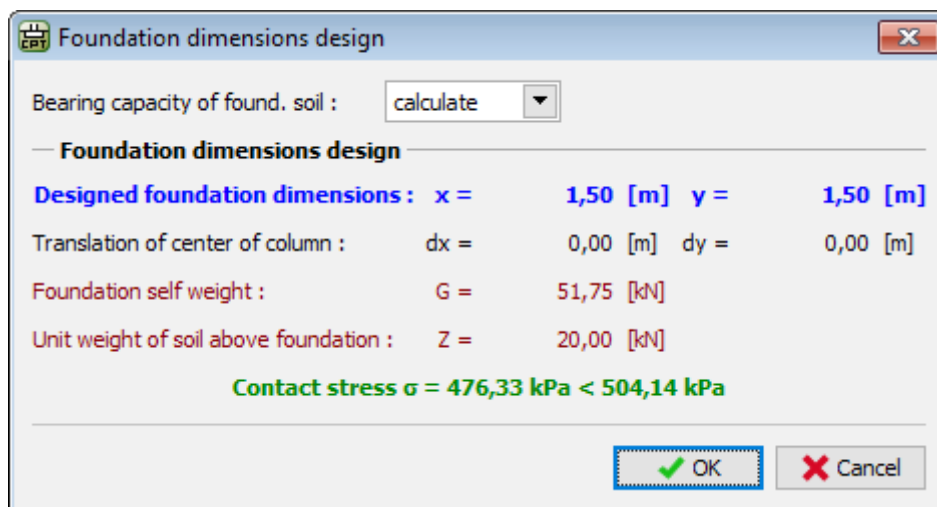 CPT Foundation dimensions design
Bearing capacity of found. soil : calculate
Foundation dimensions design
Designed foundation dimensions : x = 1,50 [m] y = 1,50 [m]
Translation of center of column : dx = 0,00 [m] dy = 0,00 [m]
Foundation self weight : G = 51,75 [kN]
Unit weight of soil above foundation : Z = 20,00 [kN]
Contact stress σ = 476,33 kPa < 504,14 kPa
OK Cancel